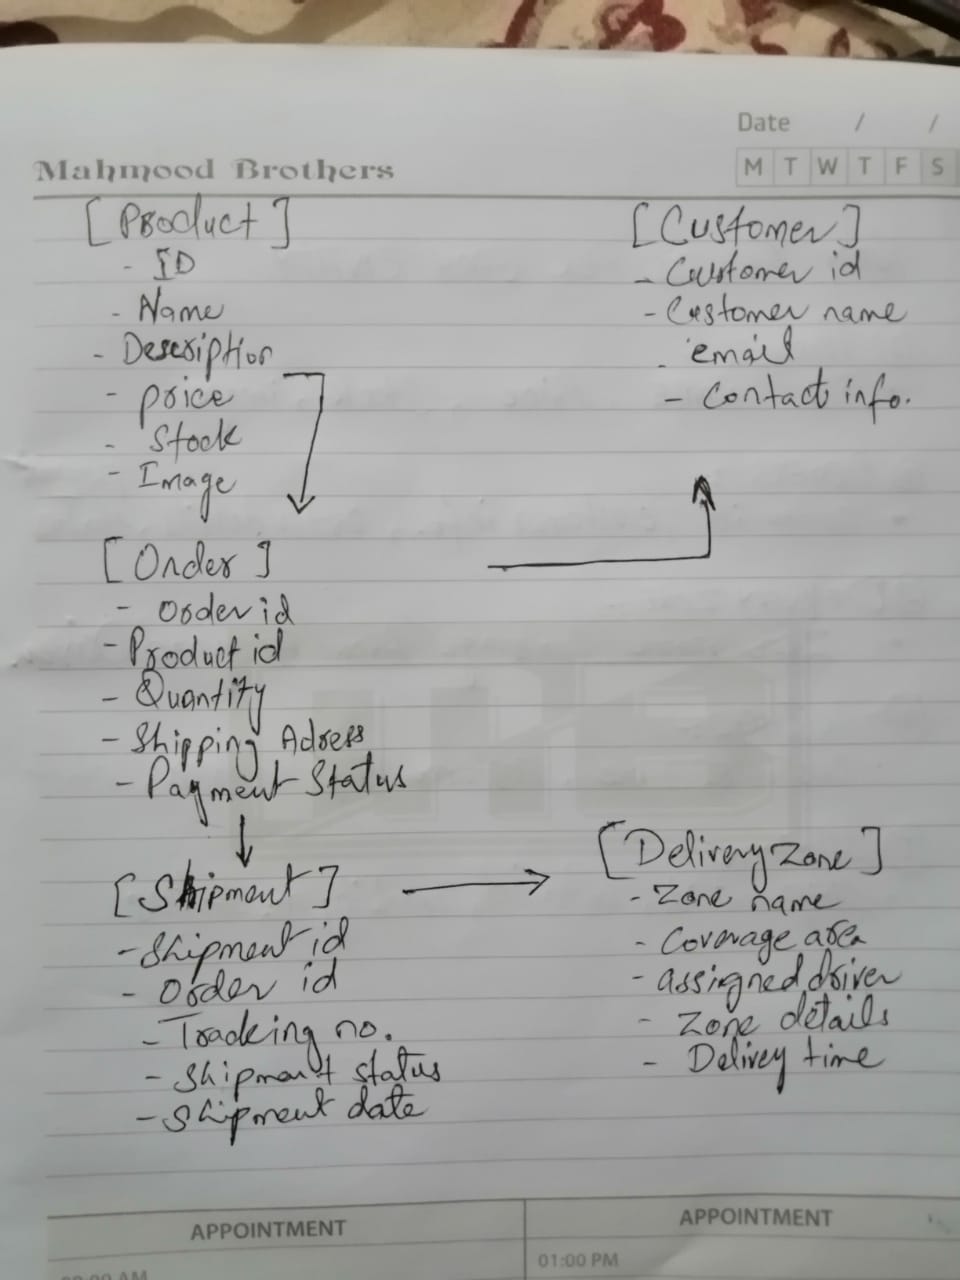 Date / /
Mahmood Brothers
M T W T F S
[Product]
- ID
- Name
- Description
- price
- Stock
- Image
[Customer]
- Customer id
- Customer name
- email
- Contact info.
[Order]
- Order id
- Product id
- Quantity
- Shipping Adress
- Payment Status
[Shipment]
- Shipment id
- Order id
- Tracking no.
- Shipment status
- Shipment date
[Delivery Zone]
- Zone name
- Coverage area
- assigned driver
- Zone details
- Delivey time
APPOINTMENT
APPOINTMENT
01:00 PM